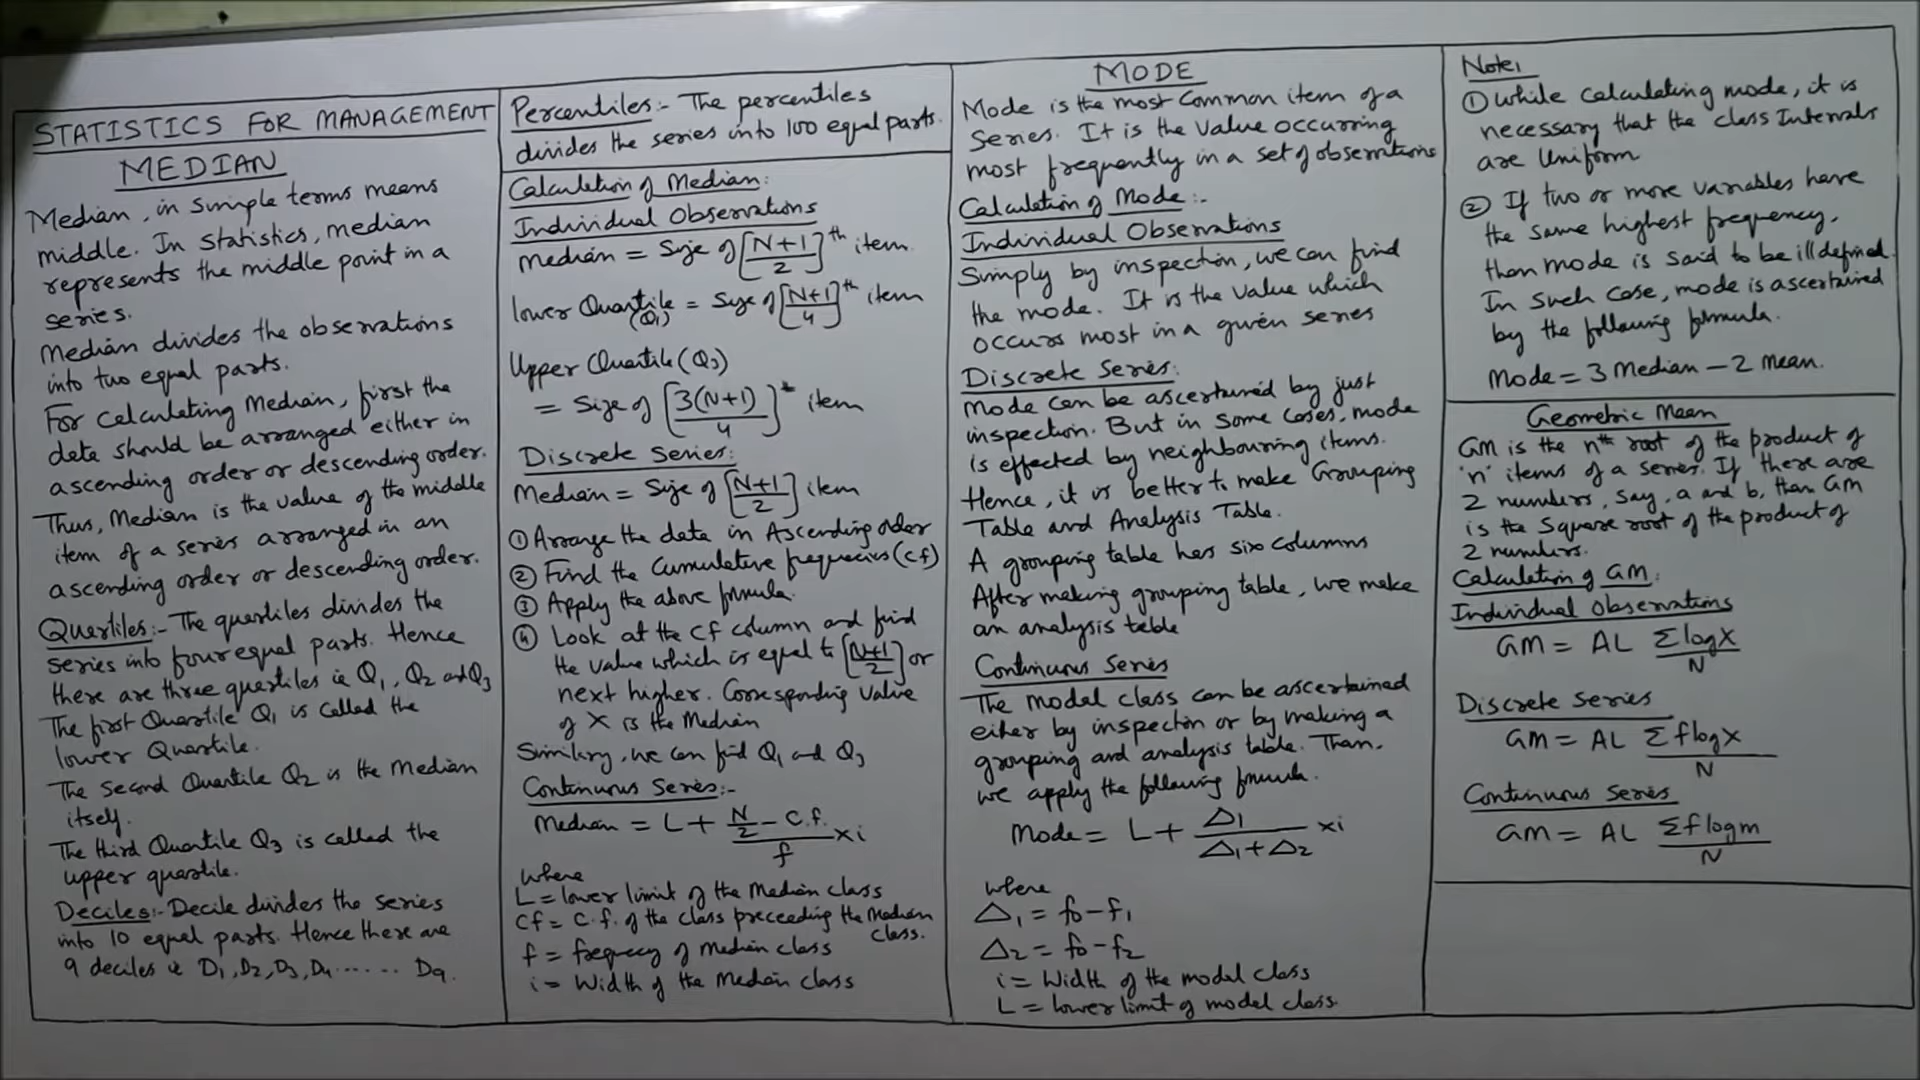 STATISTICS FOR MANAGEMENT
MEDIAN
Median, in simple terms means
middle. In Statistics, median
represents the middle point in a
series.
Median divides the observations
into two equal parts.
For Calculating Median, first the
data should be arranged either in
ascending order or descending order.
Thus, Median is the value of the middle
item of a series arranged in an
ascending order or descending order.
Quartiles:- The quartiles divides the
series into four equal parts. Hence
there are three quartiles ie Q1, Q2 and Q3
The first Quartile Q1 is called the
lower Quartile.
The Second Quartile Q2 is the Median
itself.
The third Quartile Q3 is called the
upper quartile.
Deciles:- Decile divides the series
into 10 equal parts. Hence there are
9 deciles ie D1, D2, D3, D4 ...... D9.
Percentiles:- The percentiles
divides the series into 100 equal parts.
Calculation of Median:
Individual Observations
Median = Size of [N+1/2]th item.
lower Quartile (Q1) = Size of [N+1/4]th item
Upper Quartile (Q3)
= Size of [3(N+1)/4] item
Discrete Series:
Median = Size of [N+1/2] item
① Arrange the data in Ascending order
② Find the Cumulative frequencies (cf)
③ Apply the above formula.
④ Look at the cf column and find
the value which is equal to [N+1/2] or
next higher. Corresponding value
of X is the Median
Similary, we can find Q1 and Q3
Continuous Series:-
Median = L + N/2 - c.f. / f × i
where
L = lower limit of the Median class
cf = c.f. of the class preceeding the Median
class.
f = frequency of Median class
i = Width of the Median class
MODE
Mode is the most Common item of a
Series. It is the Value occurring
most frequently in a set of observations
Calculation of Mode:-
Individual Observations
Simply by inspection, we can find
the mode. It is the value which
occurs most in a given series
Discrete Series:
Mode can be ascertained by just
inspection. But in some cases, mode
is effected by neighbouring items.
Hence, it is better to make Grouping
Table and Analysis Table.
A grouping table has six columns
After making grouping table, we make
an analysis table
Continuous Series
The modal class can be ascertained
either by inspection or by making a
grouping and analysis table. Than,
we apply the following formula.
Mode = L + Δ1 / Δ1 + Δ2 × i
where
Δ1 = f0 - f1
Δ2 = f0 - f2
i = Width of the modal class
L = lower limit of modal class.
Note:
① While calculating mode, it is
necessary that the class Intervals
are Uniform
② If two or more variables have
the same highest frequency,
than mode is said to be ill defined.
In such case, mode is ascertained
by the following formula.
Mode = 3 Median - 2 Mean.
Geometric Mean
GM is the nth root of the product of
'n' items of a series. If there are
2 numbers, say, a and b, than GM
is the square root of the product of
2 numbers.
Calculation of GM:
Individual Observations
GM = AL Σ log X / N
Discrete Series
GM = AL Σ f log X / N
Continuous Series
GM = AL Σ f log m / N